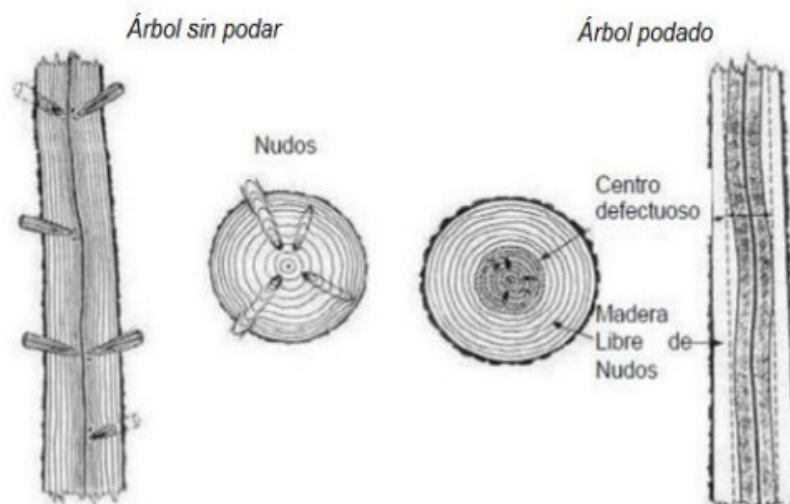 Árbol sin podar
Árbol podado
Nudos
Centro
defectuoso
Madera
Libre de
Nudos